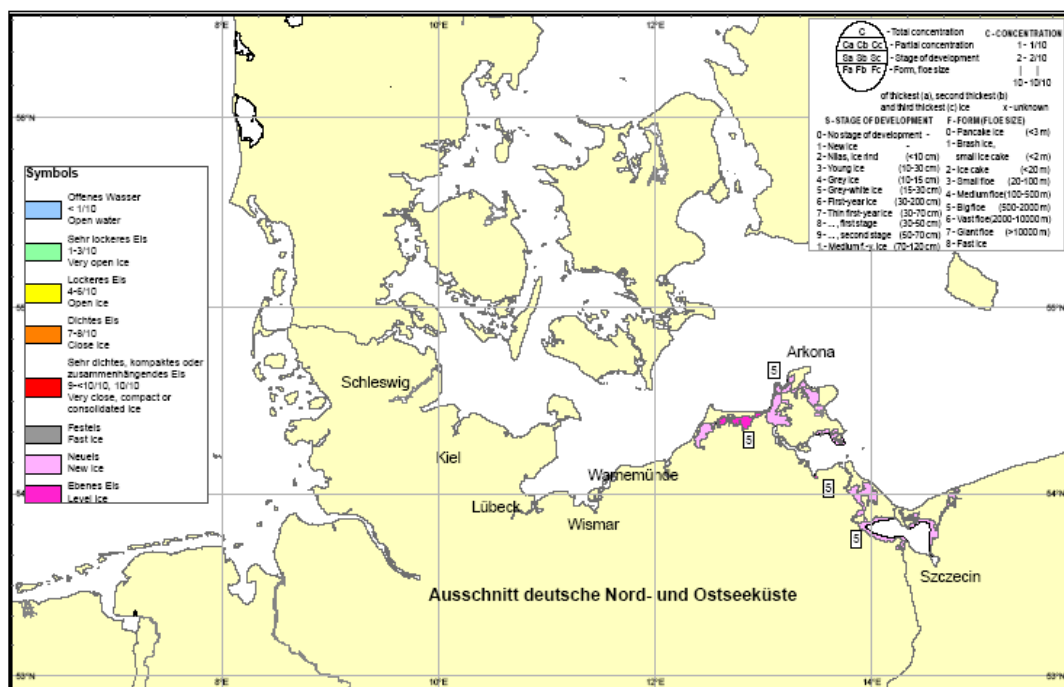 8°E 10°E 12°E
C - Total concentration C - CONCENTRATION
Ca Cb Cc - Partial concentration 1 - 1/10
Sa Sb Sc - Stage of development 2 - 2/10
Fa Fb Fc - Form, floe size | |
10 - 10/10
of thickest (a), second thickest (b)
and third thickest (c) ice x - unknown
S - STAGE OF DEVELOPMENT F - FORM (FLOE SIZE)
0 - No stage of development - 0 - Pancake ice (<3 m)
1 - New ice - 1 - Brash ice,
2 - Nilas, ice rind (<10 cm) small ice cake (<2 m)
3 - Young ice (10-30 cm) 2 - Ice cake (<20 m)
4 - Grey ice (10-15 cm) 3 - Small floe (20-100 m)
5 - Grey-white ice (15-30 cm) 4 - Medium floe (100-500 m)
6 - First-year ice (30-200 cm) 5 - Big floe (500-2000 m)
7 - Thin first-year ice (30-70 cm) 6 - Vast floe (2000-10000 m)
8 - ..., first stage (30-50 cm) 7 - Giant floe (>10000 m)
9 - ..., second stage (50-70 cm) 8 - Fast ice
1. - Medium f.-y. ice (70-120 cm)
56°N 56°N
Symbols
Offenes Wasser
< 1/10
Open water
Sehr lockeres Eis
1-3/10
Very open ice
Lockeres Eis
4-6/10
Open ice
Dichtes Eis
7-8/10
Close ice
Sehr dichtes, kompaktes oder
zusammenhängendes Eis
9-<10/10, 10/10
Very close, compact or
consolidated ice
Festeis
Fast ice
Neueis
New ice
Ebenes Eis
Level ice
55°N 55°N
Arkona
5
Schleswig
5
Kiel
Warnemünde
5
54°N 54°N
Lübeck
Wismar
5
Szczecin
Ausschnitt deutsche Nord- und Ostseeküste
53°N 53°N
8°E 10°E 12°E 14°E